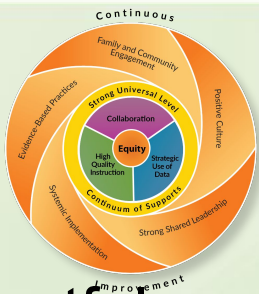 Continuous
Family and Community
Engagement
Evidence-Based Practices
Positive Culture
Strong Universal Level
Collaboration
Equity
High
Quality
Instruction
Strategic
Use of
Data
Continuum of Supports
Systemic Implementation
Strong Shared Leadership
Improvement